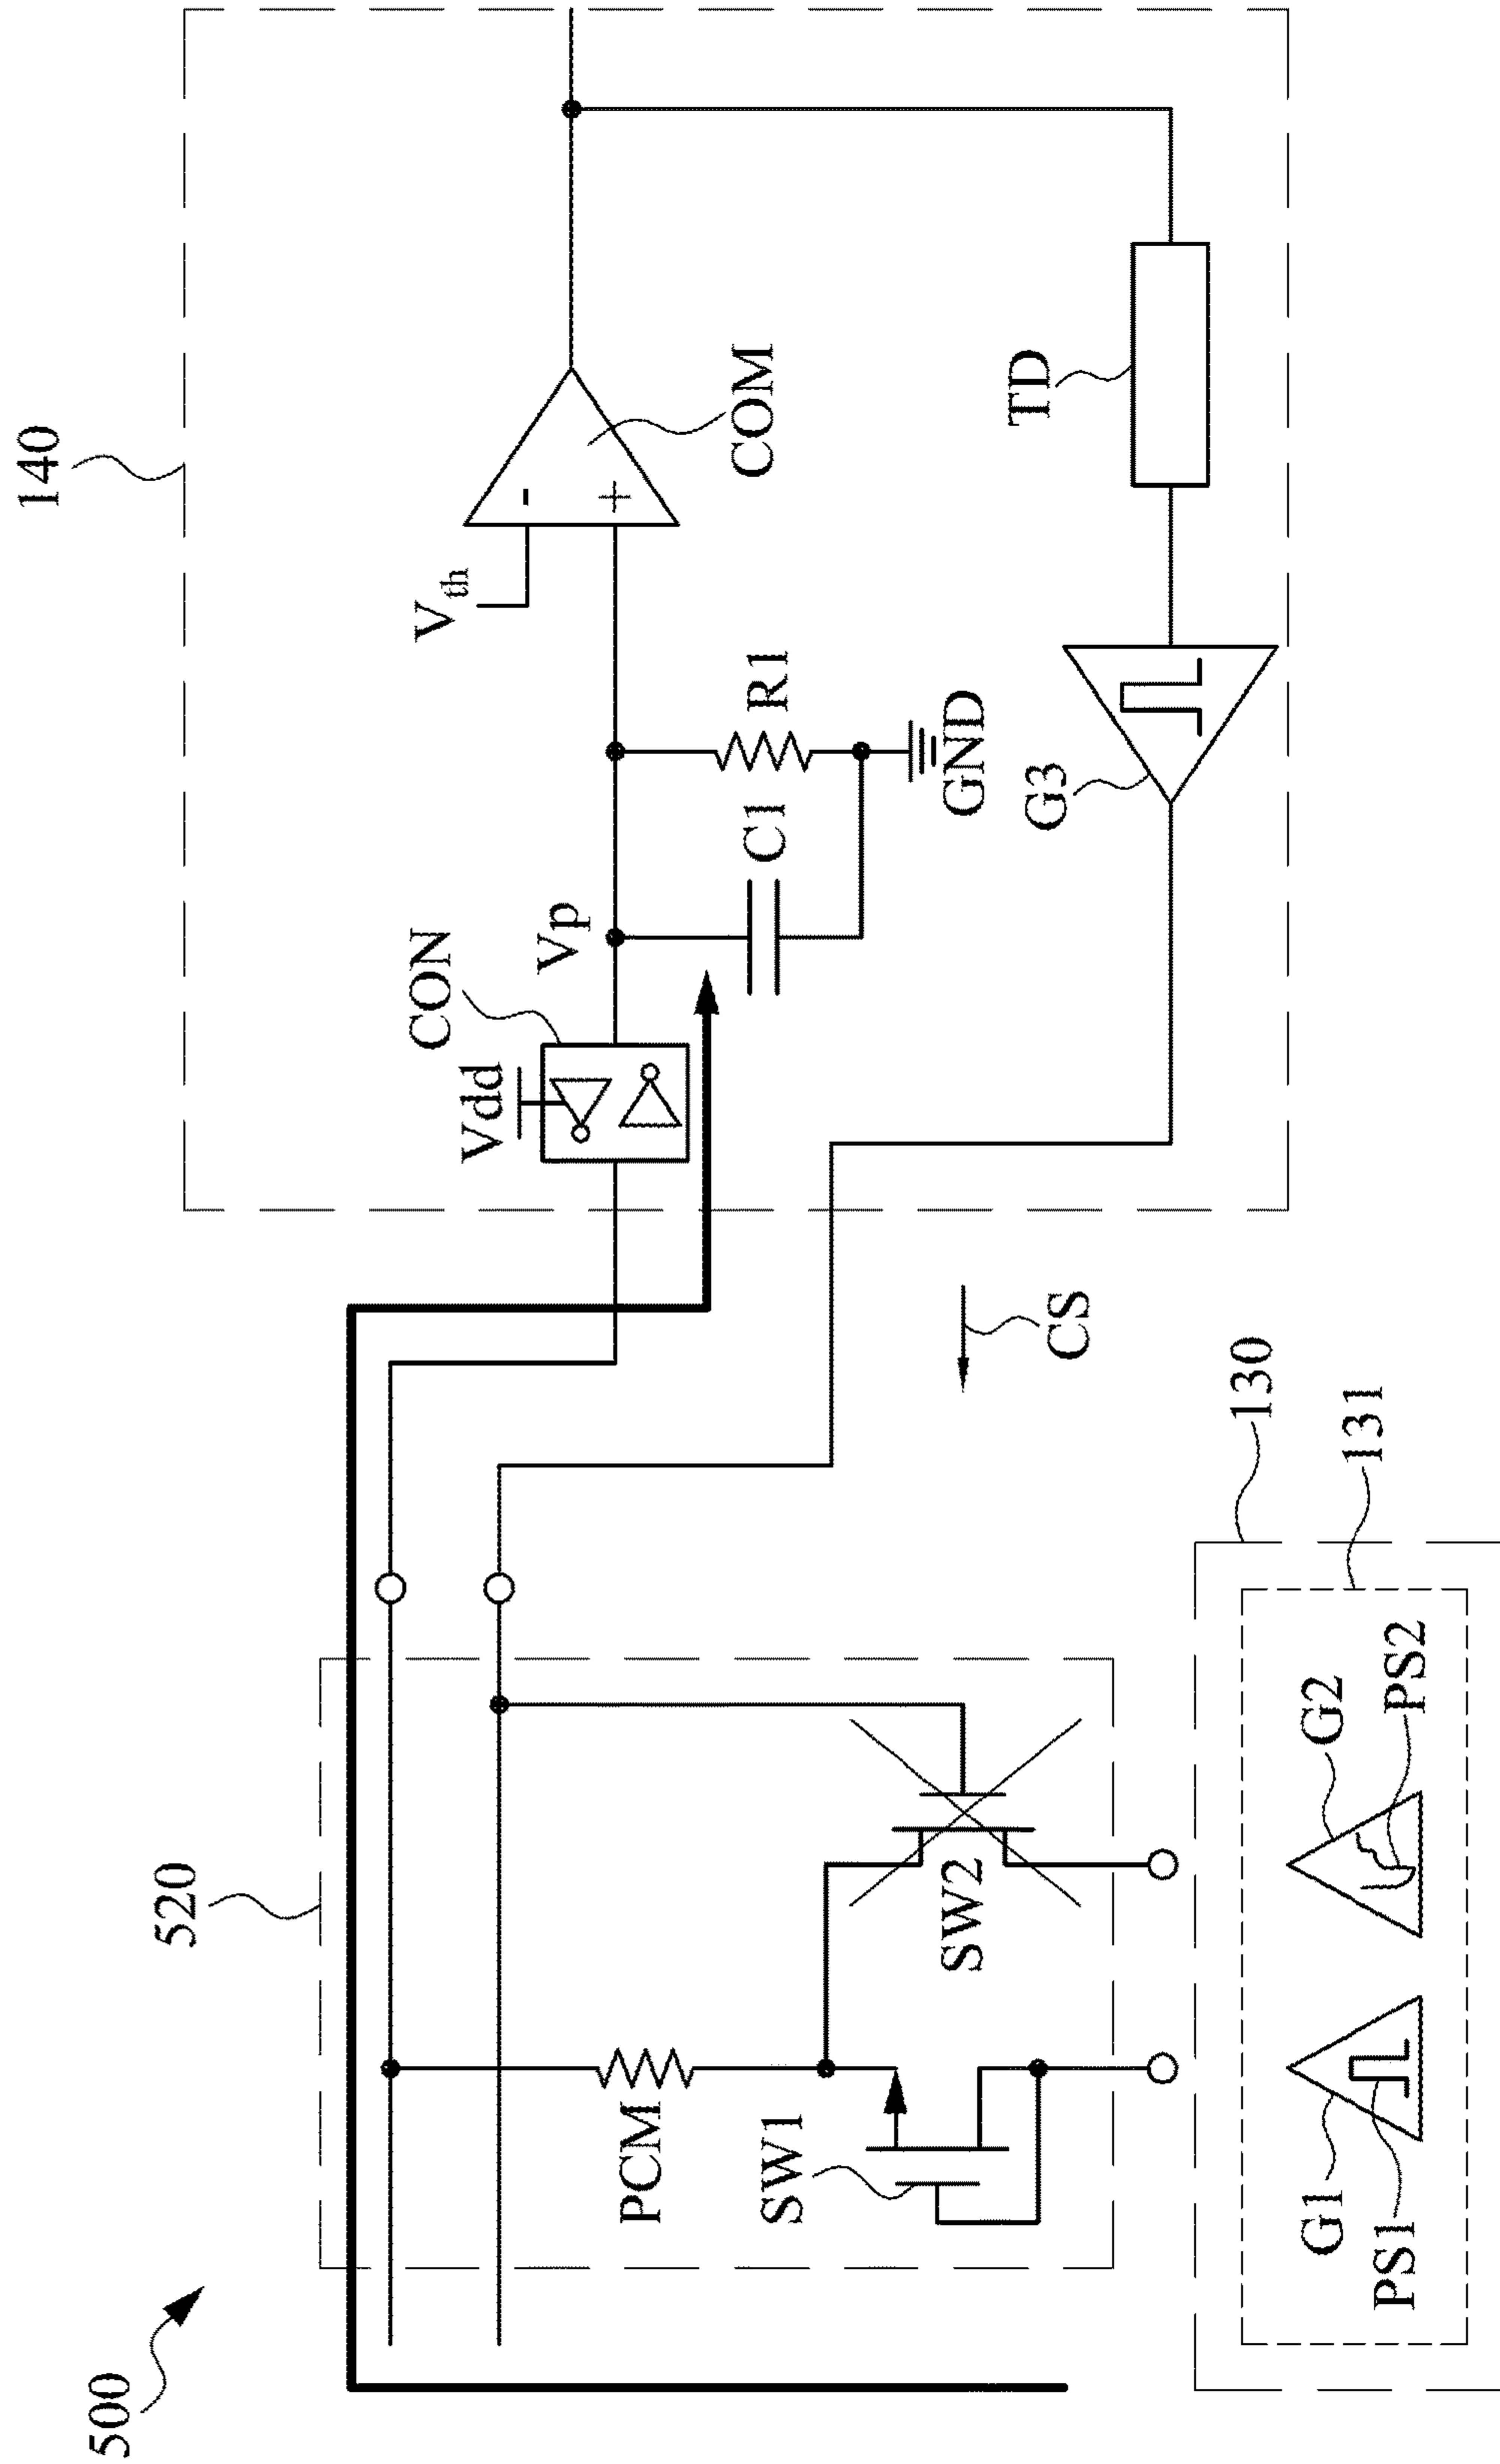 500
520
PCM
SW1
SW2
G1
PS1
G2
PS2
130
131
CS
140
Vdd
CON
Vp
C1
R1
GND
Vth
-
+
COM
TD
G3